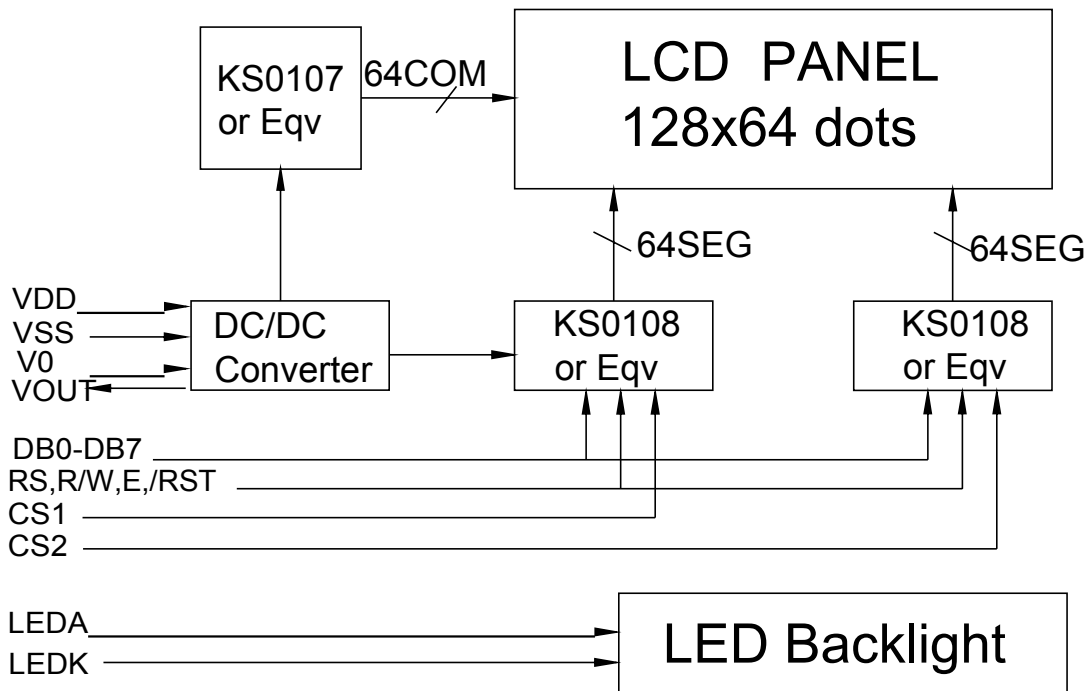 KS0107
or Eqv
64COM
LCD PANEL
128x64 dots
64SEG
64SEG
VDD
VSS
V0
VOUT
DC/DC
Converter
KS0108
or Eqv
KS0108
or Eqv
DB0-DB7
RS,R/W,E,/RST
CS1
CS2
LEDA
LEDK
LED Backlight